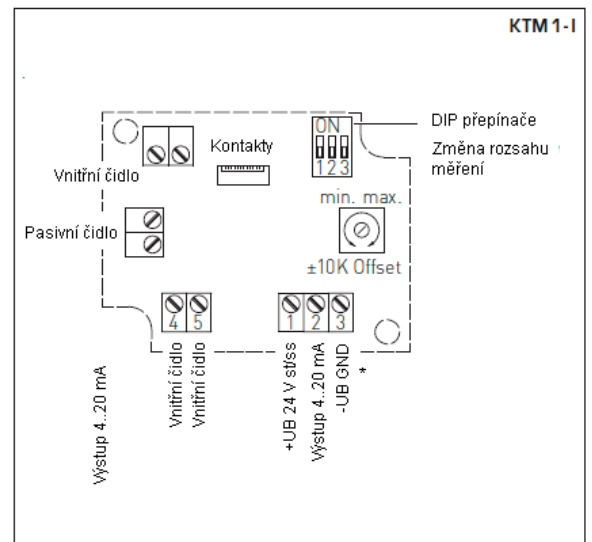 KTM 1-I
ON
1 2 3
DIP přepínače
Změna rozsahu
měření
Kontakty
Vnitřní čidlo
min. max.
Pasivní čidlo
±10K Offset
4 5
1 2 3
Výstup 4..20 mA
Vnitřní čidlo
Vnitřní čidlo
+UB 24 V st/ss
Výstup 4..20 mA
-UB GND
*